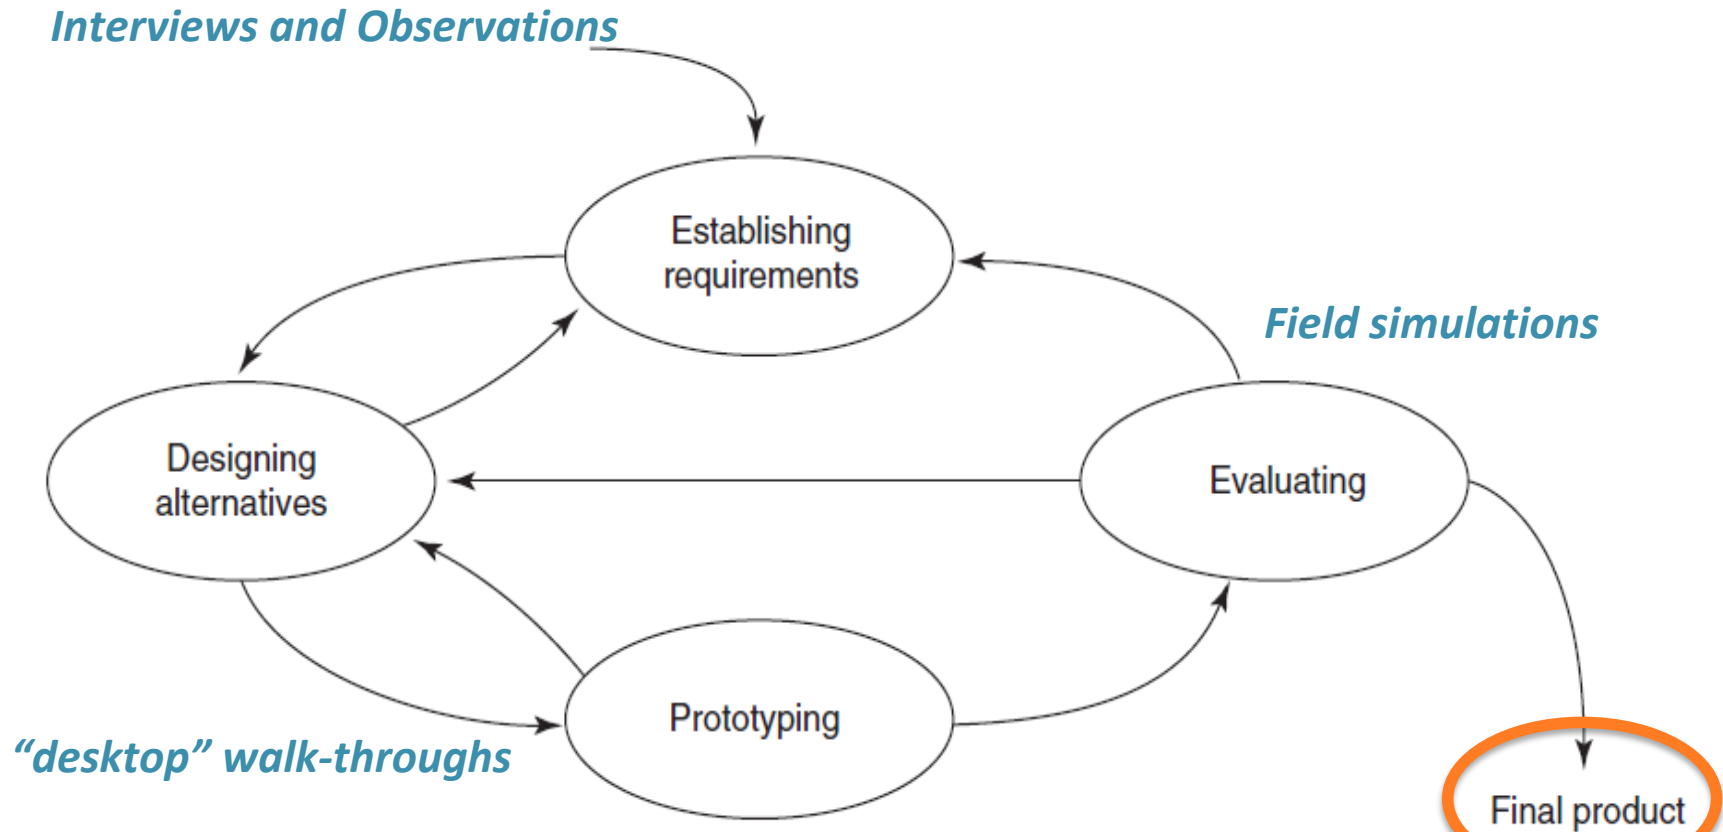 Interviews and Observations
Establishing
requirements
Field simulations
Designing
alternatives
Evaluating
Prototyping
“desktop” walk-throughs
Final product